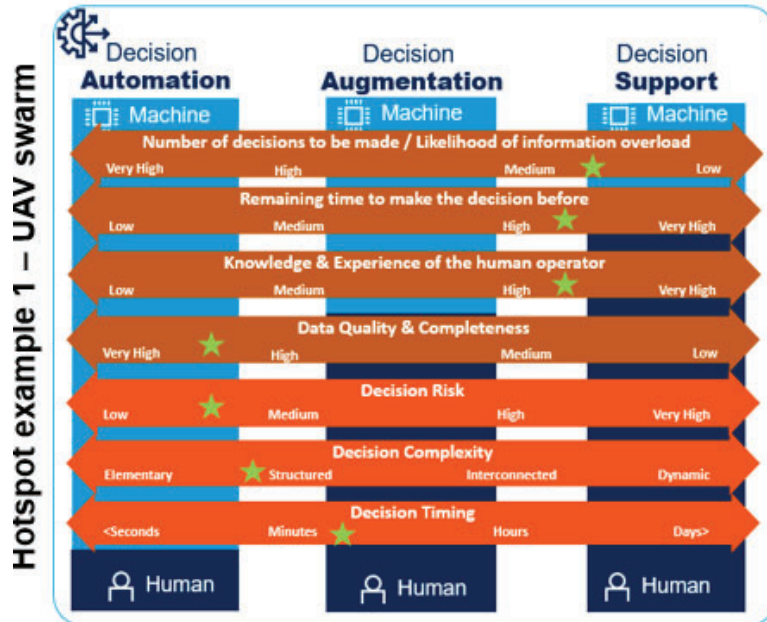 Hotspot example 1 – UAV swarm
Decision Automation
Decision Augmentation
Decision Support
Machine
Machine
Machine
Number of decisions to be made / Likelihood of information overload
Very High High Medium Low
Remaining time to make the decision before
Low Medium High Very High
Knowledge & Experience of the human operator
Low Medium High Very High
Data Quality & Completeness
Very High High Medium Low
Decision Risk
Low Medium High Very High
Decision Complexity
Elementary Structured Interconnected Dynamic
Decision Timing
<Seconds Minutes Hours Days>
Human
Human
Human